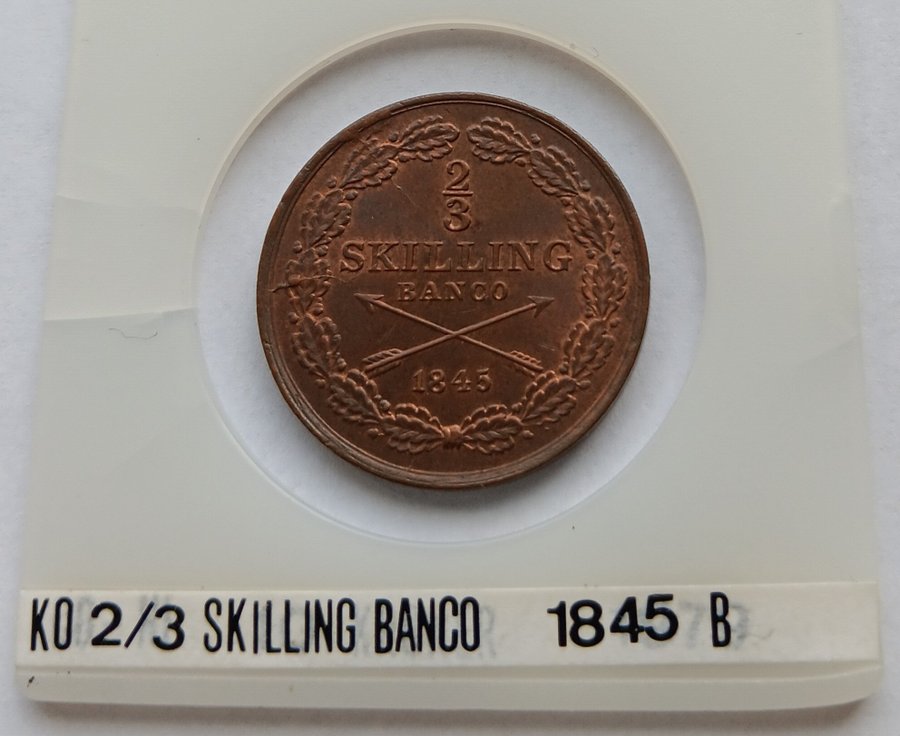 2
3
SKILLING
BANCO
1845
KO 2/3 SKILLING BANCO 1845 B